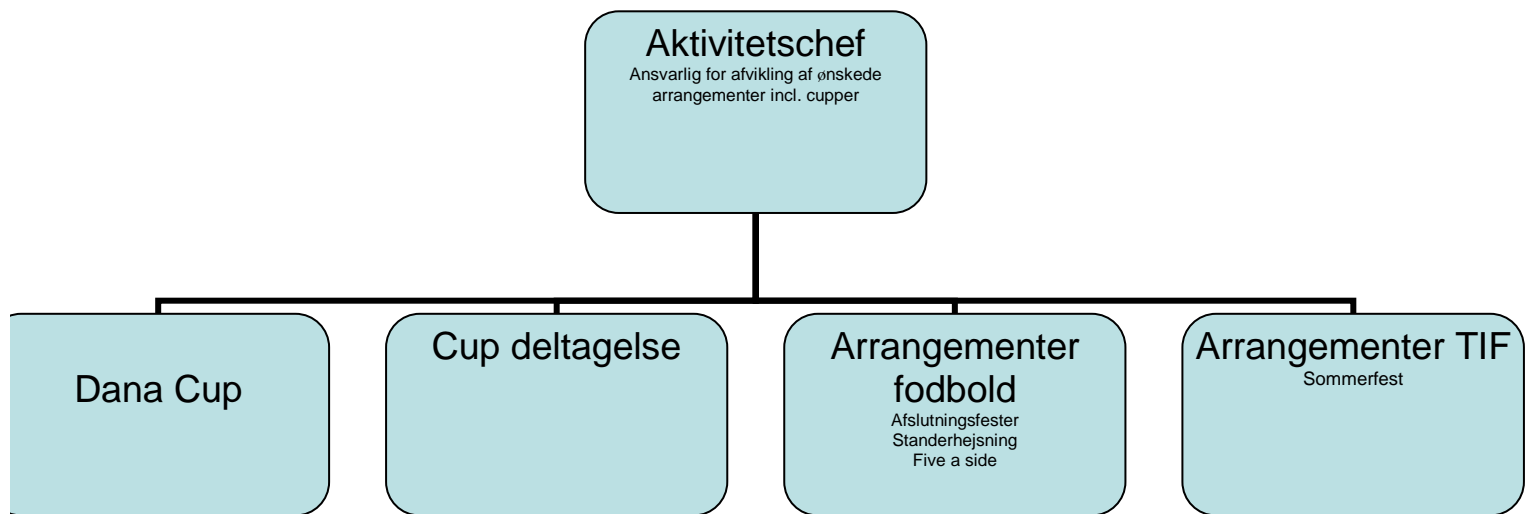 Aktivitetschef
Ansvarlig for afvikling af ønskede
arrangementer incl. cupper
Dana Cup
Cup deltagelse
Arrangementer
fodbold
Afslutningsfester
Standerhejsning
Five a side
Arrangementer TIF
Sommerfest